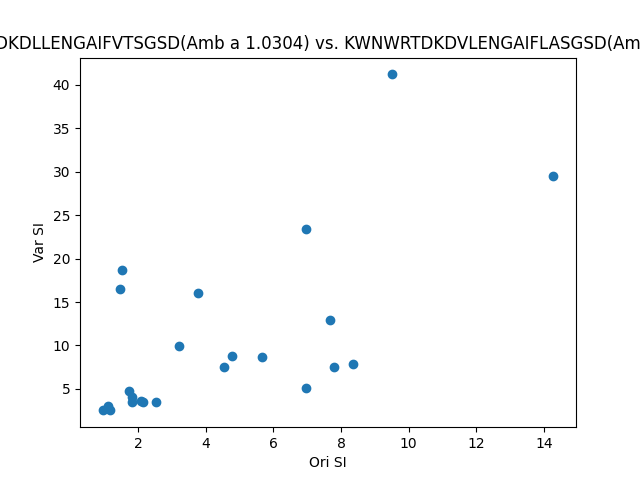 DKDLLENGAIFVTSGSD(Amb a 1.0304) vs. KWNWRTDKDVLENGAIFLASGSD(Am
40
35
30
25
20
15
10
5
Var SI
2 4 6 8 10 12 14
Ori SI